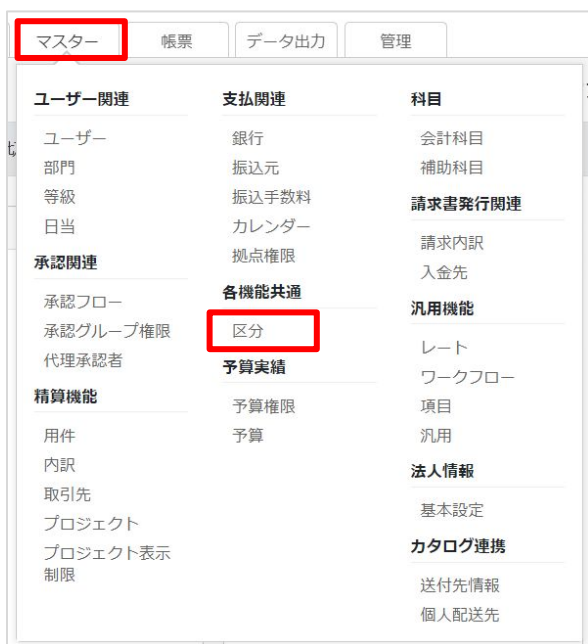 マスター
帳票
データ出力
管理
ユーザー関連
ユーザー
部門
等級
日当
承認関連
承認フロー
承認グループ権限
代理承認者
精算機能
用件
内訳
取引先
プロジェクト
プロジェクト表示
制限
支払関連
銀行
振込元
振込手数料
カレンダー
拠点権限
各機能共通
区分
予算実績
予算権限
予算
科目
会計科目
補助科目
請求書発行関連
請求内訳
入金先
汎用機能
レート
ワークフロー
項目
汎用
法人情報
基本設定
カタログ連携
送付先情報
個人配送先